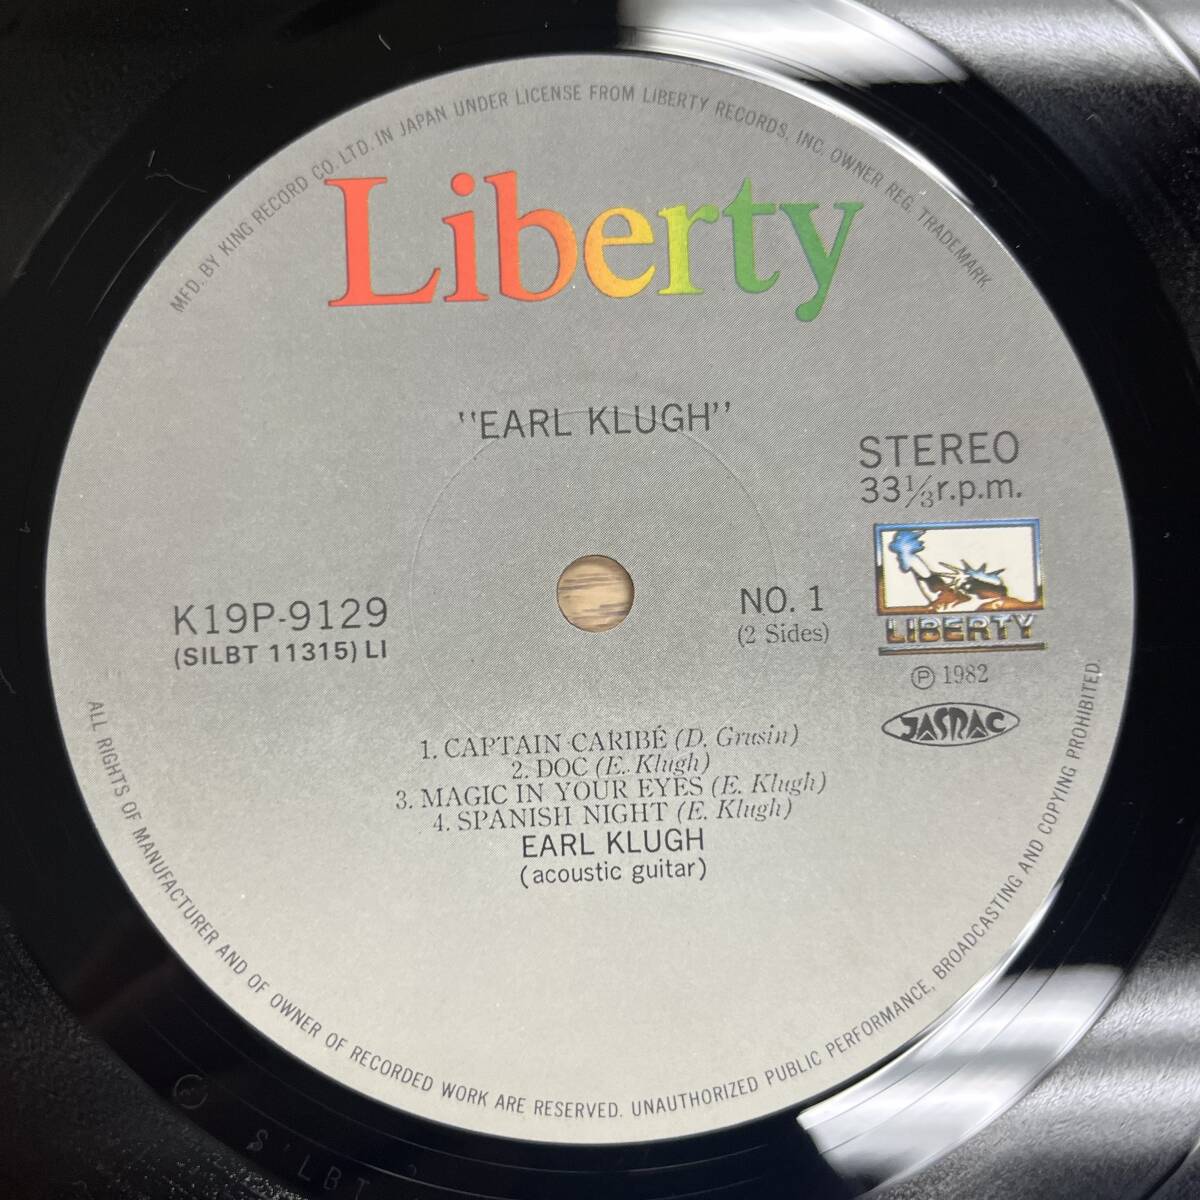 MFD. BY KING RECORD CO. LTD. IN JAPAN UNDER LICENSE FROM LIBERTY RECORDS, INC. OWNER REG. TRADEMARK
Liberty
"EARL KLUGH"
STEREO
33⅓r.p.m.
K19P-9129
(SILBT 11315) LI
NO. 1
(2 Sides)
LIBERTY
Ⓟ 1982
JASRAC
1. CAPTAIN CARIBÉ (D. Grusin)
2. DOC (E. Klugh)
3. MAGIC IN YOUR EYES (E. Klugh)
4. SPANISH NIGHT (E. Klugh)
EARL KLUGH
(acoustic guitar)
ALL RIGHTS OF MANUFACTURER AND OF OWNER OF RECORDED WORK ARE RESERVED. UNAUTHORIZED PUBLIC PERFORMANCE, BROADCASTING AND COPYING PROHIBITED.